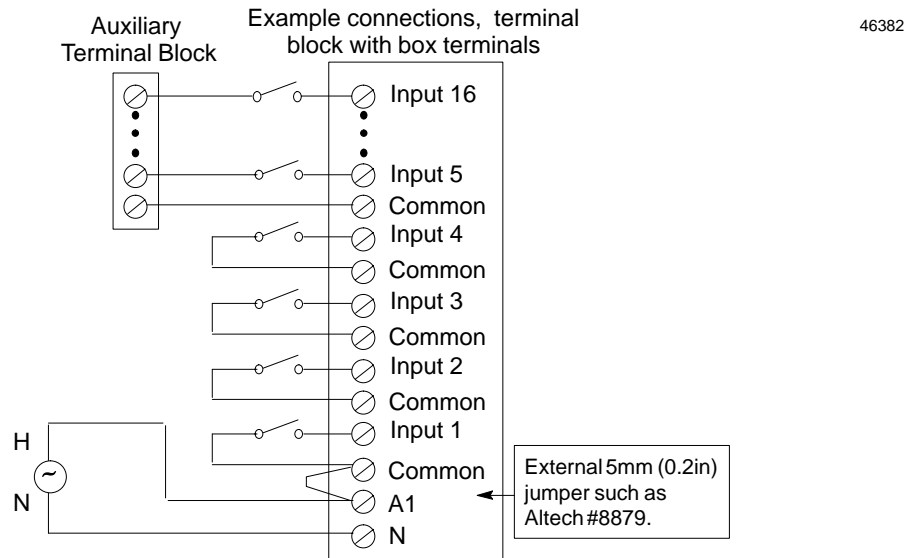 46382
Auxiliary
Terminal Block
Example connections, terminal
block with box terminals
Input 16
Input 5
Common
Input 4
Common
Input 3
Common
Input 2
Common
Input 1
Common
A1
N
H
~
N
External 5mm (0.2in)
jumper such as
Altech #8879.